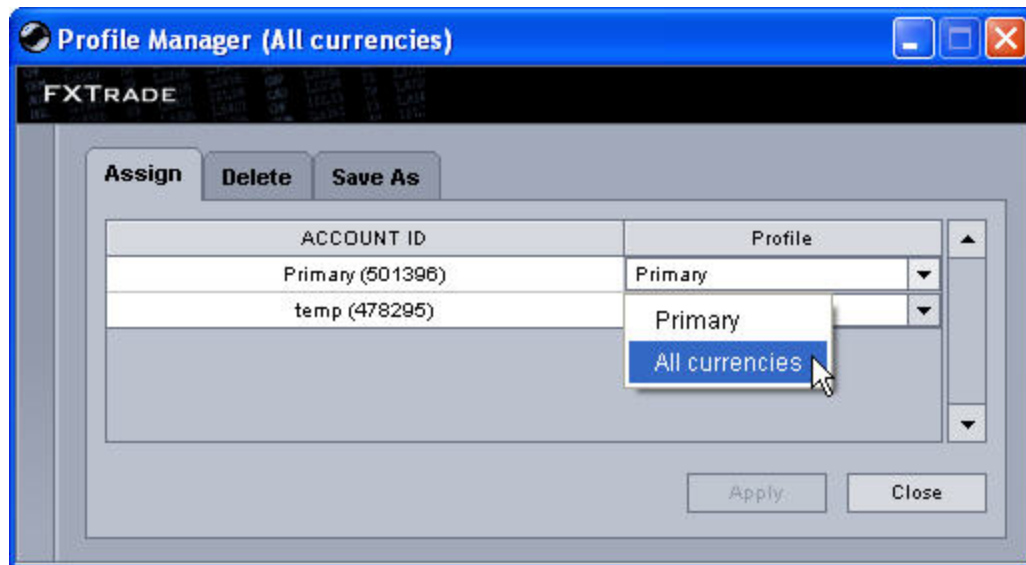 Profile Manager (All currencies)
FXTRADE
Assign Delete Save As
ACCOUNT ID Profile
Primary (501396) Primary
temp (478295)
Primary
All currencies
Apply Close